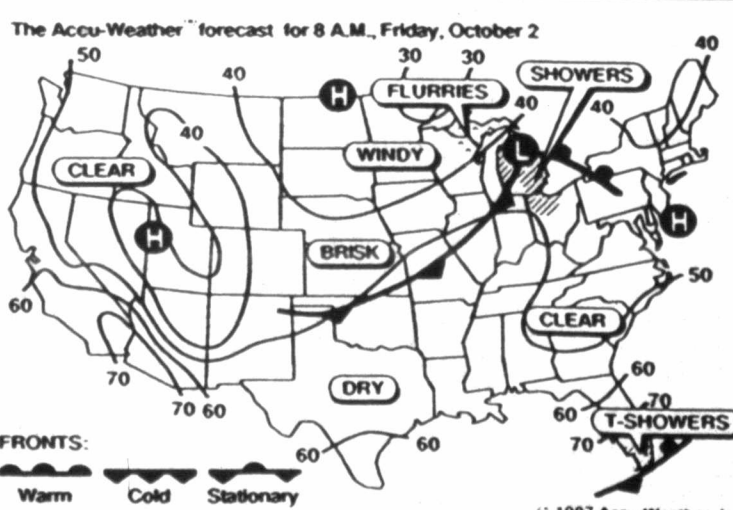 The Accu-Weather™ forecast for 8 A.M., Friday, October 2
50
40
30
30
40
FLURRIES
SHOWERS
H
40
40
40
L
WINDY
CLEAR
H
H
BRISK
50
60
CLEAR
70
70 60
DRY
60
70
60
T-SHOWERS
60
60
70
FRONTS:
Warm
Cold
Stationary